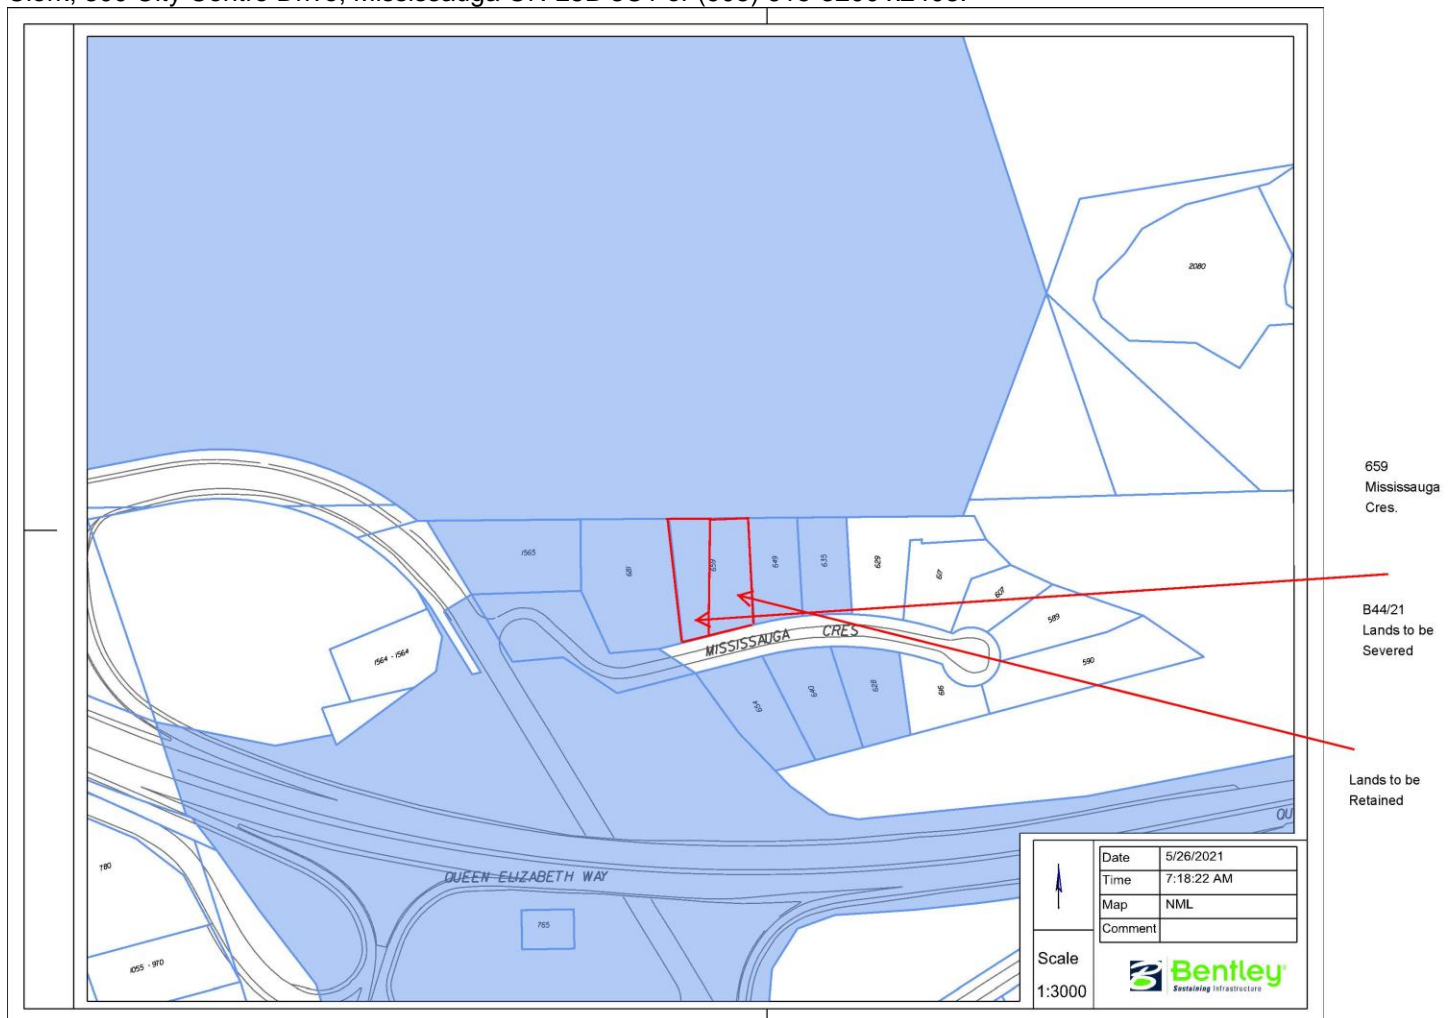 2080
659
Mississauga
Cres.
1565
681
659
649
635
629
617
607
589
B44/21
Lands to be
Severed
MISSISSAUGA CRES
1564 - 1564
590
654
640
628
616
Lands to be
Retained
QU
780
QUEEN ELIZABETH WAY
765
1055 - 970
Date 5/26/2021
Time 7:18:22 AM
Map NML
Comment
Scale
1:3000
Bentley
Sustaining Infrastructure